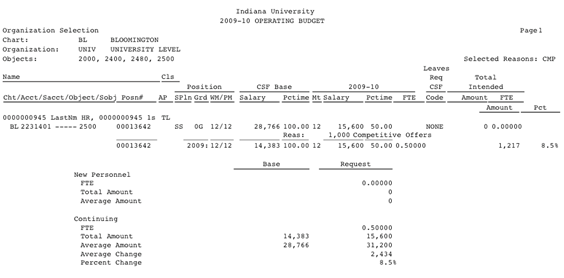 Indiana University
2009-10 OPERATING BUDGET
Organization Selection Page1
Chart: BL BLOOMINGTON
Organization: UNIV UNIVERSITY LEVEL
Objects: 2000, 2400, 2480, 2500 Selected Reasons: CMP
Leaves
Name Cls Req Total
Position CSF Base 2009-10 CSF Intended
Cht/Acct/Sacct/Object/Sobj Posn# AP SPln Grd WM/PM Salary Pctime Mt Salary Pctime FTE Code Amount FTE
Amount Pct
0000000945 LastNm HR, 0000000945 1s TL
BL 2231401 ----- 2500 00013642 SS 0G 12/12 28,766 100.00 12 15,600 50.00 NONE 0 0.00000
Reas: 1,000 Competitive Offers
00013642 2009: 12/12 14,383 100.00 12 15,600 50.00 0.50000 1,217 8.5%
Base Request
New Personnel
FTE 0.00000
Total Amount 0
Average Amount 0
Continuing
FTE 0.50000
Total Amount 14,383 15,600
Average Amount 28,766 31,200
Average Change 2,434
Percent Change 8.5%